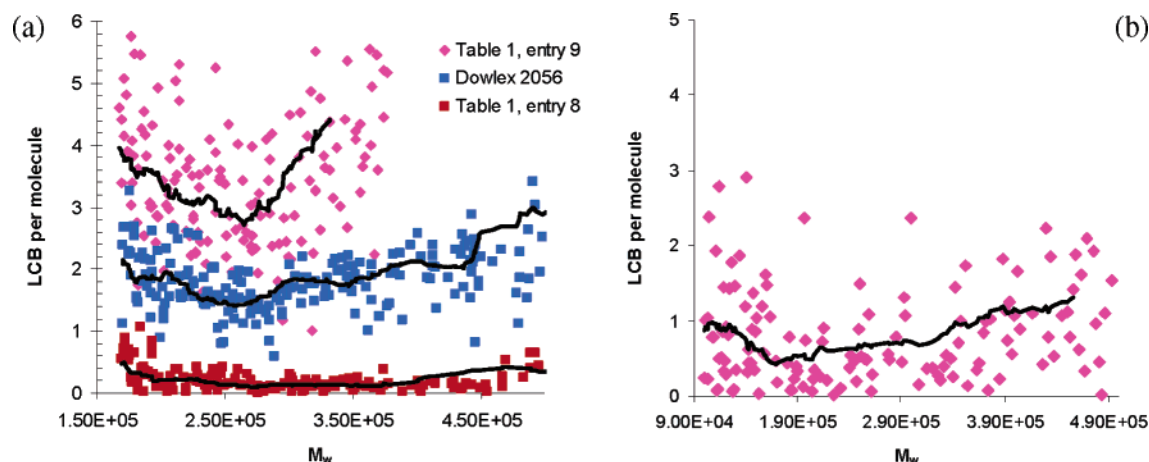 (a)
LCB per molecule
6
5
4
3
2
1
0
Table 1, entry 9
Dowlex 2056
Table 1, entry 8
1.50E+05 2.50E+05 3.50E+05 4.50E+05
Mw
(b)
LCB per molecule
5
4
3
2
1
0
9.00E+04 1.90E+05 2.90E+05 3.90E+05 4.90E+05
Mw